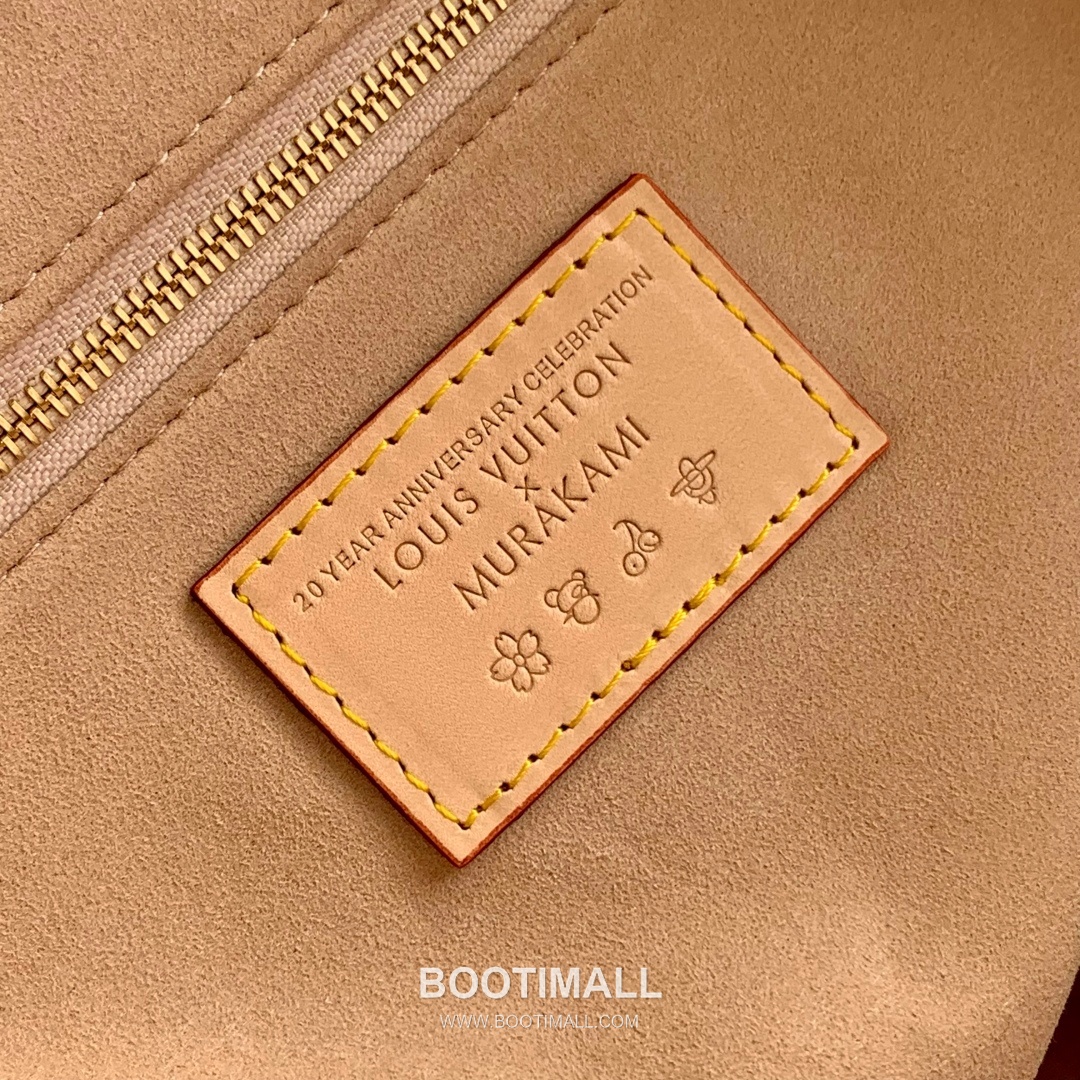 20 YEAR ANNIVERSARY CELEBRATION
LOUIS VUITTON
X
MURAKAMI
BOOTIMALL
WWW.BOOTIMALL.COM